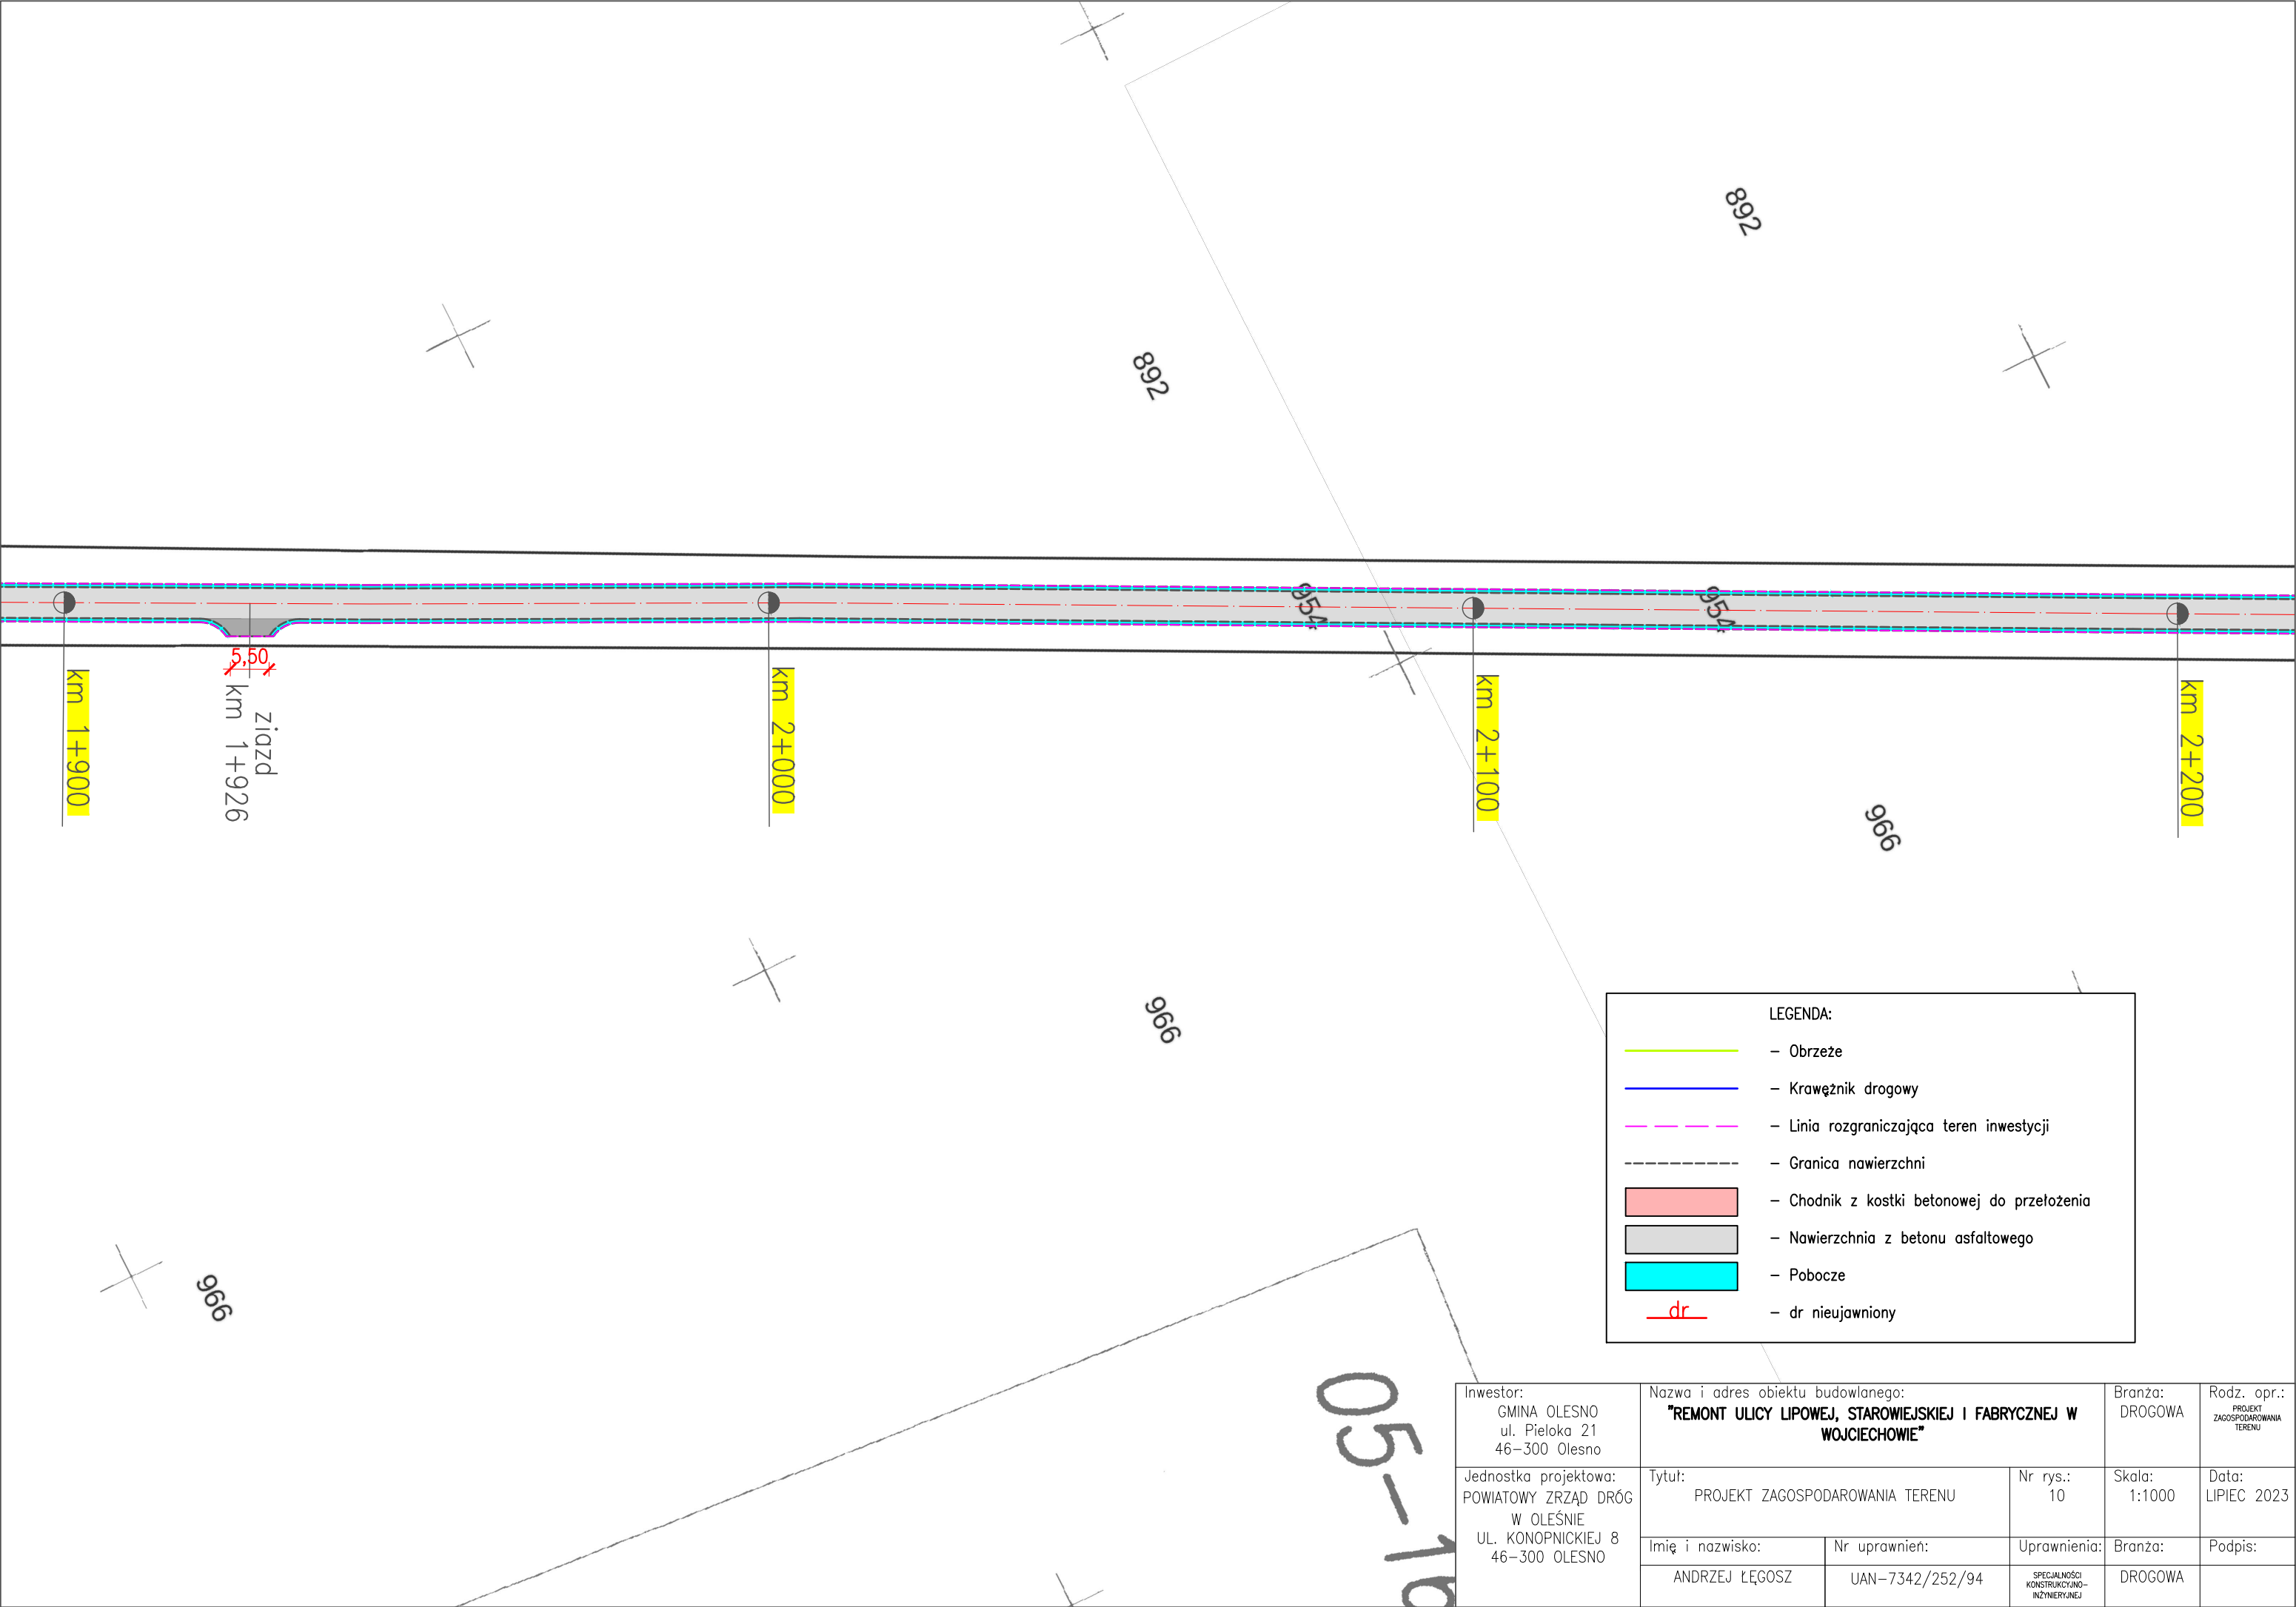 892
892
954
954
5,50
km 1+900
zjazd
km 1+926
km 2+000
km 2+100
km 2+200
966
966
966
05-16
LEGENDA:
- Obrzeże
- Krawężnik drogowy
- Linia rozgraniczająca teren inwestycji
- Granica nawierzchni
- Chodnik z kostki betonowej do przełożenia
- Nawierzchnia z betonu asfaltowego
- Pobocze
dr - dr nieujawniony
Inwestor:
GMINA OLESNO
ul. Pieloka 21
46-300 Olesno
Nazwa i adres obiektu budowlanego:
"REMONT ULICY LIPOWEJ, STAROWIEJSKIEJ I FABRYCZNEJ W
WOJCIECHOWIE"
Branża:
DROGOWA
Rodz. opr.:
PROJEKT
ZAGOSPODAROWANIA
TERENU
Jednostka projektowa:
POWIATOWY ZRZĄD DRÓG
W OLEŚNIE
UL. KONOPNICKIEJ 8
46-300 OLESNO
Tytuł:
PROJEKT ZAGOSPODAROWANIA TERENU
Nr rys.:
10
Skala:
1:1000
Data:
LIPIEC 2023
Imię i nazwisko:
ANDRZEJ ŁĘGOSZ
Nr uprawnień:
UAN-7342/252/94
Uprawnienia:
SPECJALNOŚCI
KONSTRUKCYJNO-
INŻYNIERYJNEJ
Branża:
DROGOWA
Podpis: